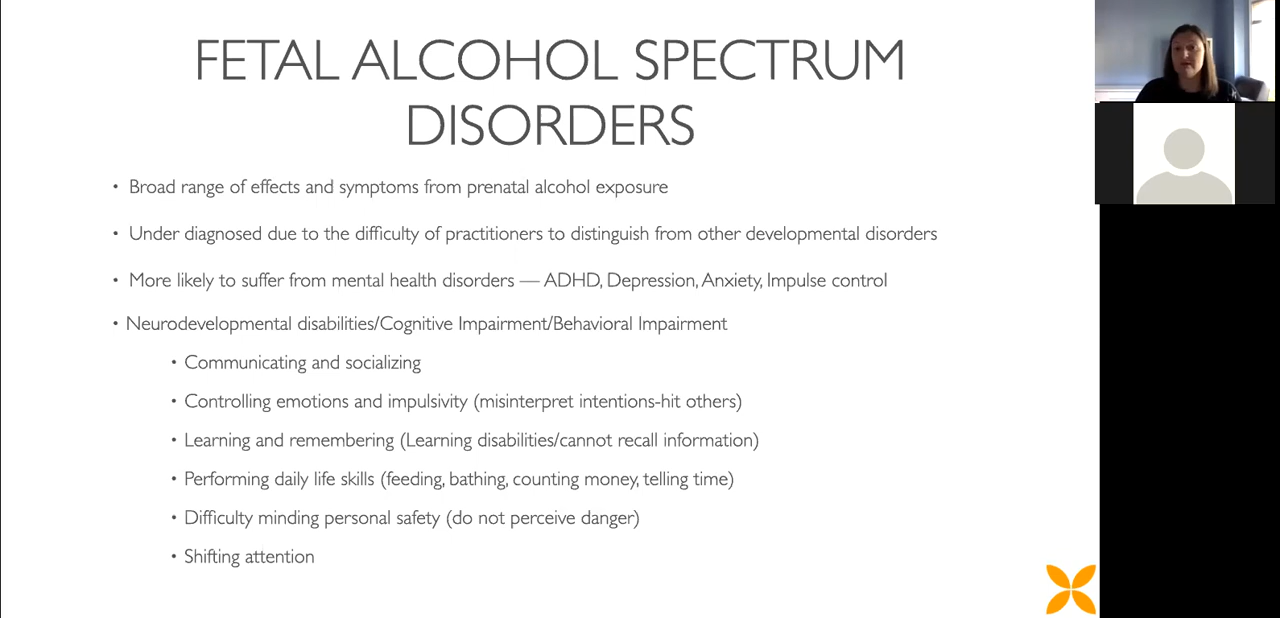 FETAL ALCOHOL SPECTRUM
DISORDERS
• Broad range of effects and symptoms from prenatal alcohol exposure
• Under diagnosed due to the difficulty of practitioners to distinguish from other developmental disorders
• More likely to suffer from mental health disorders — ADHD, Depression, Anxiety, Impulse control
• Neurodevelopmental disabilities/Cognitive Impairment/Behavioral Impairment
• Communicating and socializing
• Controlling emotions and impulsivity (misinterpret intentions-hit others)
• Learning and remembering (Learning disabilities/cannot recall information)
• Performing daily life skills (feeding, bathing, counting money, telling time)
• Difficulty minding personal safety (do not perceive danger)
• Shifting attention